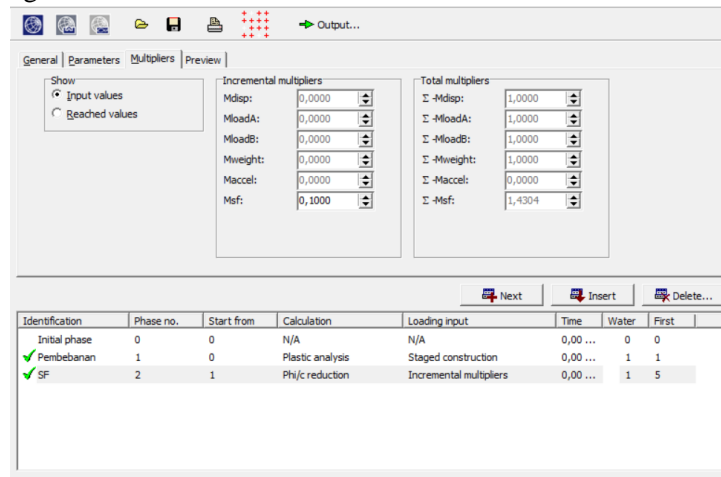 Output...
General Parameters Multipliers Preview
Show
Input values
Reached values
Incremental multipliers
Mdisp: 0,0000
MloadA: 0,0000
MloadB: 0,0000
Mweight: 0,0000
Maccel: 0,0000
Msf: 0,1000
Total multipliers
Σ -Mdisp: 1,0000
Σ -MloadA: 1,0000
Σ -MloadB: 1,0000
Σ -Mweight: 1,0000
Σ -Maccel: 0,0000
Σ -Msf: 1,4304
Next Insert Delete...
Identification Phase no. Start from Calculation Loading input Time Water First
Initial phase 0 0 N/A N/A 0,00 ... 0 0
Pembebanan 1 0 Plastic analysis Staged construction 0,00 ... 1 1
SF 2 1 Phi/c reduction Incremental multipliers 0,00 ... 1 5